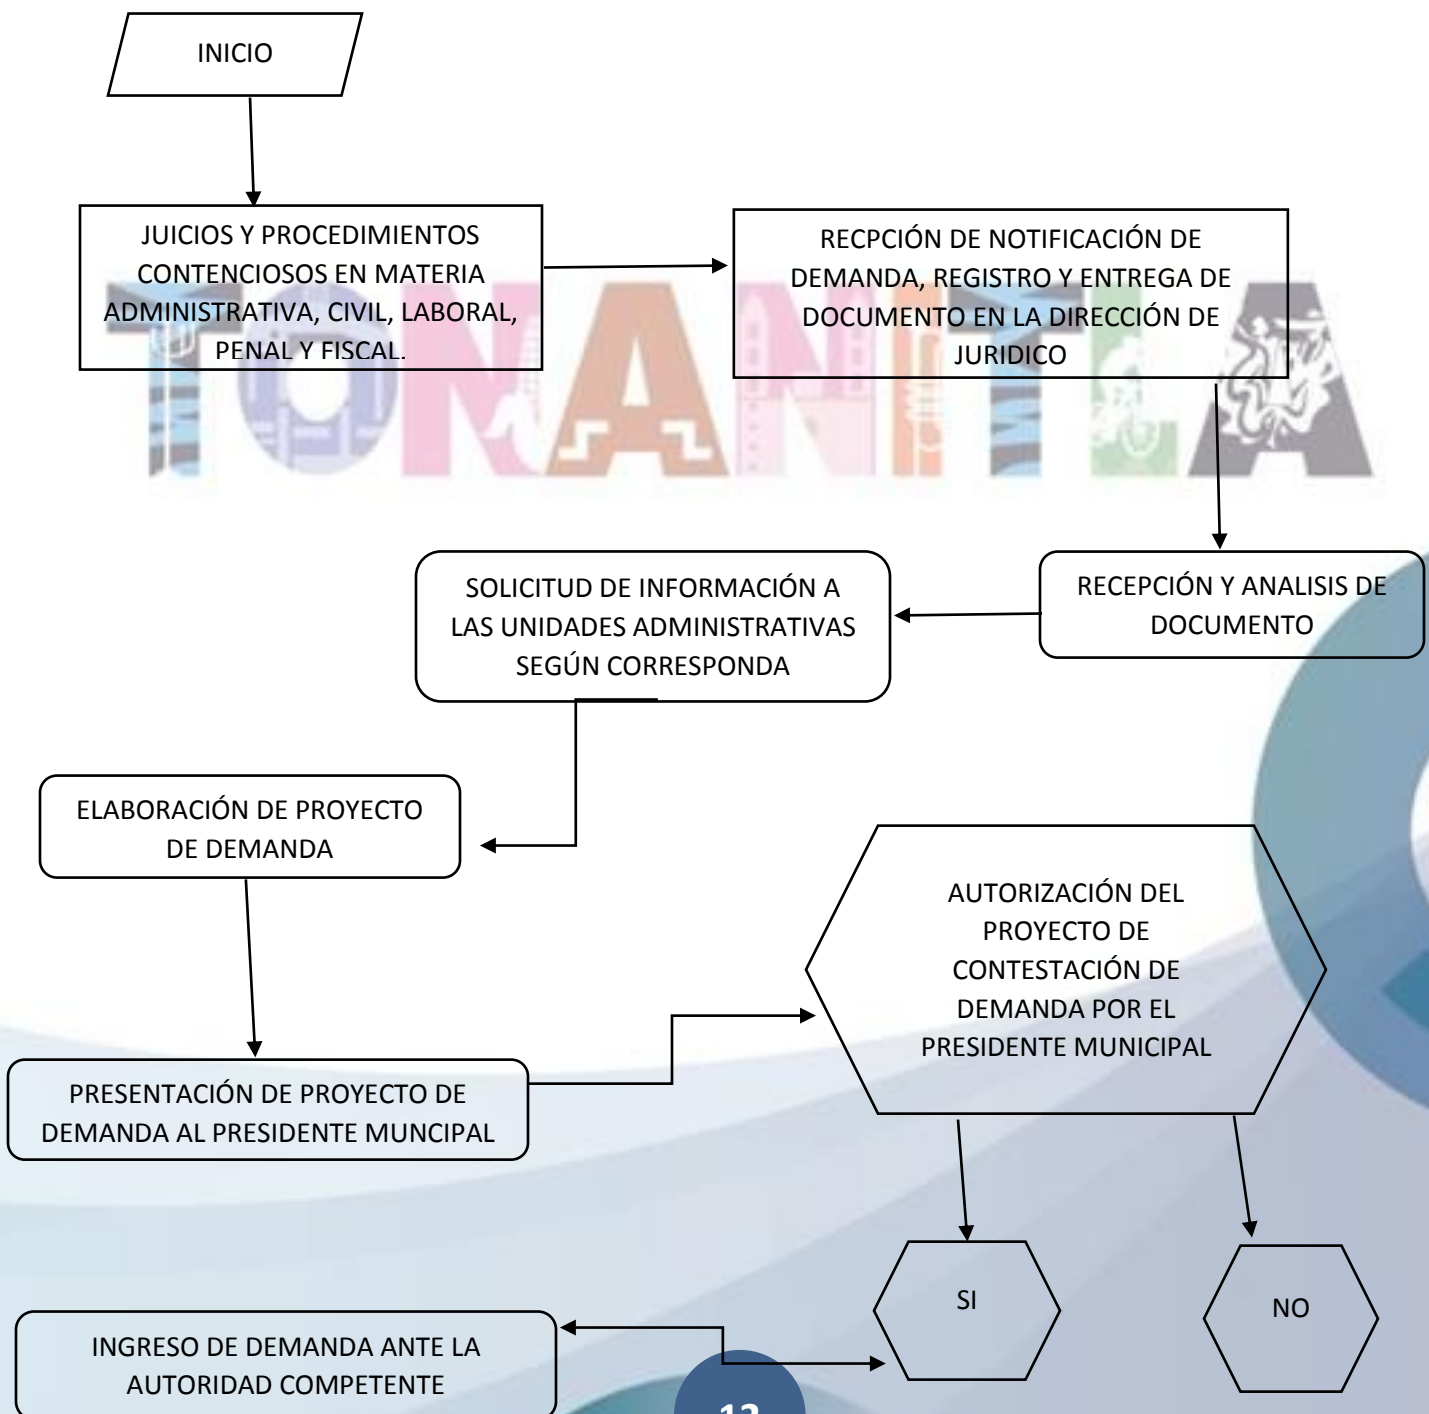 INICIO
JUICIOS Y PROCEDIMIENTOS
CONTENCIOSOS EN MATERIA
ADMINISTRATIVA, CIVIL, LABORAL,
PENAL Y FISCAL.
RECPCIÓN DE NOTIFICACIÓN DE
DEMANDA, REGISTRO Y ENTREGA DE
DOCUMENTO EN LA DIRECCIÓN DE
JURIDICO
TONANITLA
RECEPCIÓN Y ANALISIS DE
DOCUMENTO
SOLICITUD DE INFORMACIÓN A
LAS UNIDADES ADMINISTRATIVAS
SEGÚN CORRESPONDA
ELABORACIÓN DE PROYECTO
DE DEMANDA
PRESENTACIÓN DE PROYECTO DE
DEMANDA AL PRESIDENTE MUNCIPAL
AUTORIZACIÓN DEL
PROYECTO DE
CONTESTACIÓN DE
DEMANDA POR EL
PRESIDENTE MUNICIPAL
SI
NO
INGRESO DE DEMANDA ANTE LA
AUTORIDAD COMPETENTE